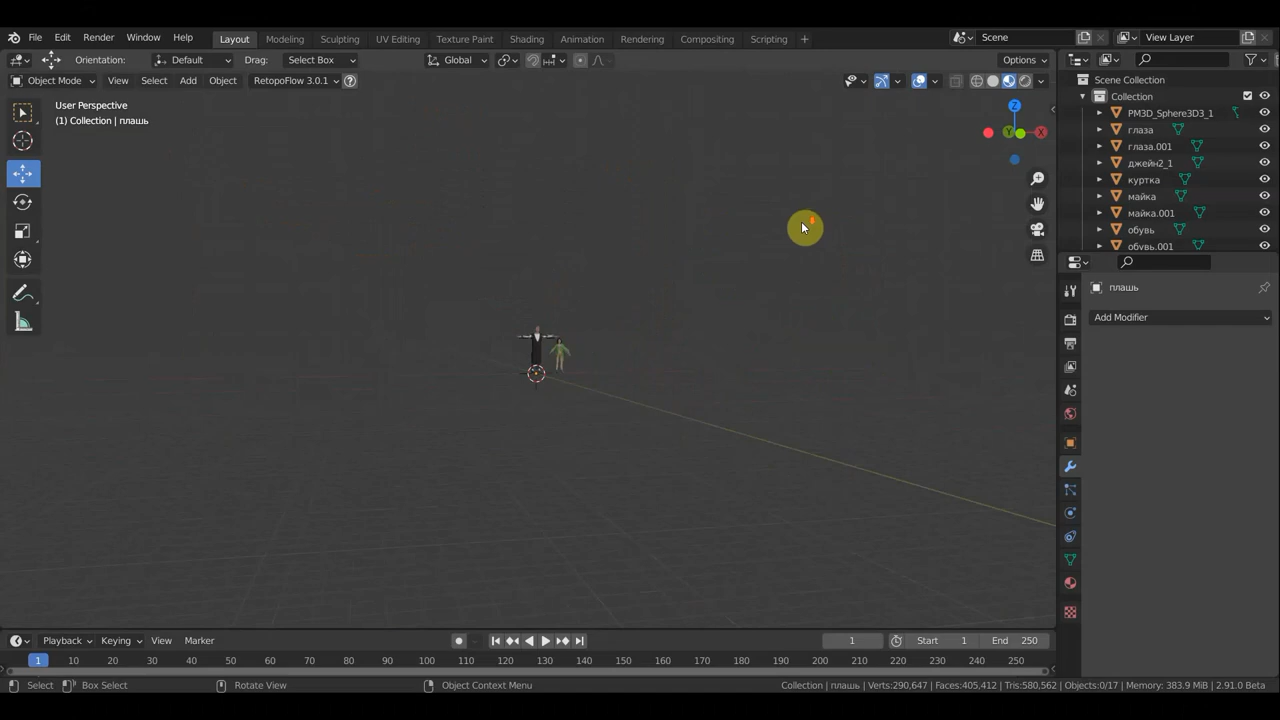 File Edit Render Window Help Layout Modeling Sculpting UV Editing Texture Paint Shading Animation Rendering Compositing Scripting + Scene View Layer
Orientation: Default Drag: Select Box Global Options
Object Mode View Select Add Object RetopoFlow 3.0.1 ?
User Perspective
(1) Collection | плашь
Z
Y
X
Scene Collection
Collection
PM3D_Sphere3D3_1
глаза
глаза.001
джейн2_1
куртка
майка
майка.001
обувь
обувь.001
плашь
Add Modifier
Playback Keying View Marker 1 Start 1 End 250
1 10 20 30 40 50 60 70 80 90 100 110 120 130 140 150 160 170 180 190 200 210 220 230 240 250
Select Box Select Rotate View Object Context Menu Collection | плашь | Verts:290,647 | Faces:405,412 | Tris:580,562 | Objects:0/17 | Memory: 383.9 MiB | 2.91.0 Beta